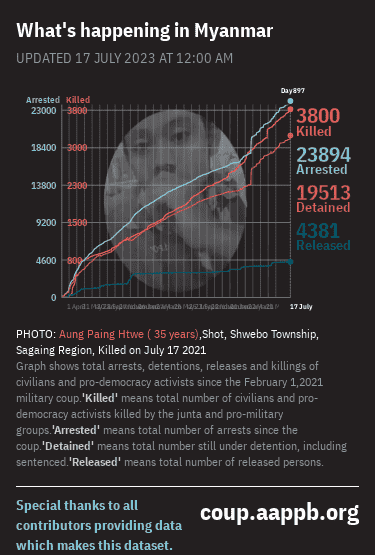 What's happening in Myanmar
UPDATED 17 JULY 2023 AT 12:00 AM
Day897
Arrested Killed
23000 3800
18400 3000
13800 2300
9200 1500
4600 800
0
3800
Killed
23894
Arrested
19513
Detained
4381
Released
17 July
PHOTO: Aung Paing Htwe ( 35 years),Shot, Shwebo Township,
Sagaing Region, Killed on July 17 2021
Graph shows total arrests, detentions, releases and killings of
civilians and pro-democracy activists since the February 1,2021
military coup.'Killed' means total number of civilians and pro-
democracy activists killed by the junta and pro-military
groups.'Arrested' means total number of arrests since the
coup.'Detained' means total number still under detention, including
sentenced.'Released' means total number of released persons.
Special thanks to all
contributors providing data
which makes this dataset.
coup.aappb.org